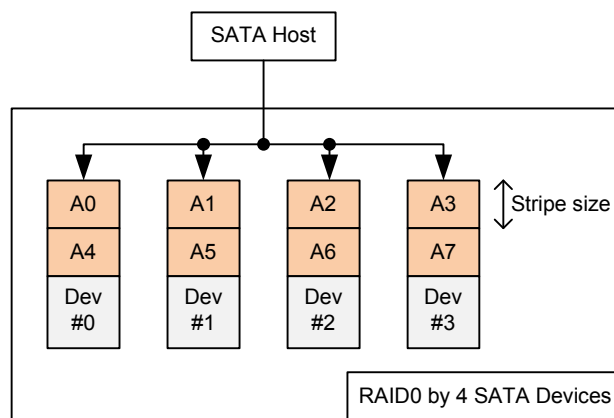 SATA Host
A0 A1 A2 A3 Stripe size
A4 A5 A6 A7
Dev Dev Dev Dev
#0 #1 #2 #3
RAID0 by 4 SATA Devices